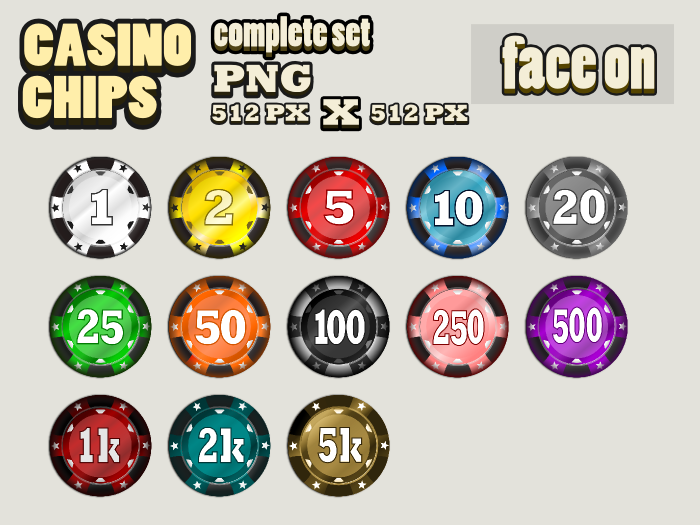 CASINO
CHIPS
complete set
PNG
512 PX X 512 PX
face on
1 2 5 10 20
25 50 100 250 500
1k 2k 5k